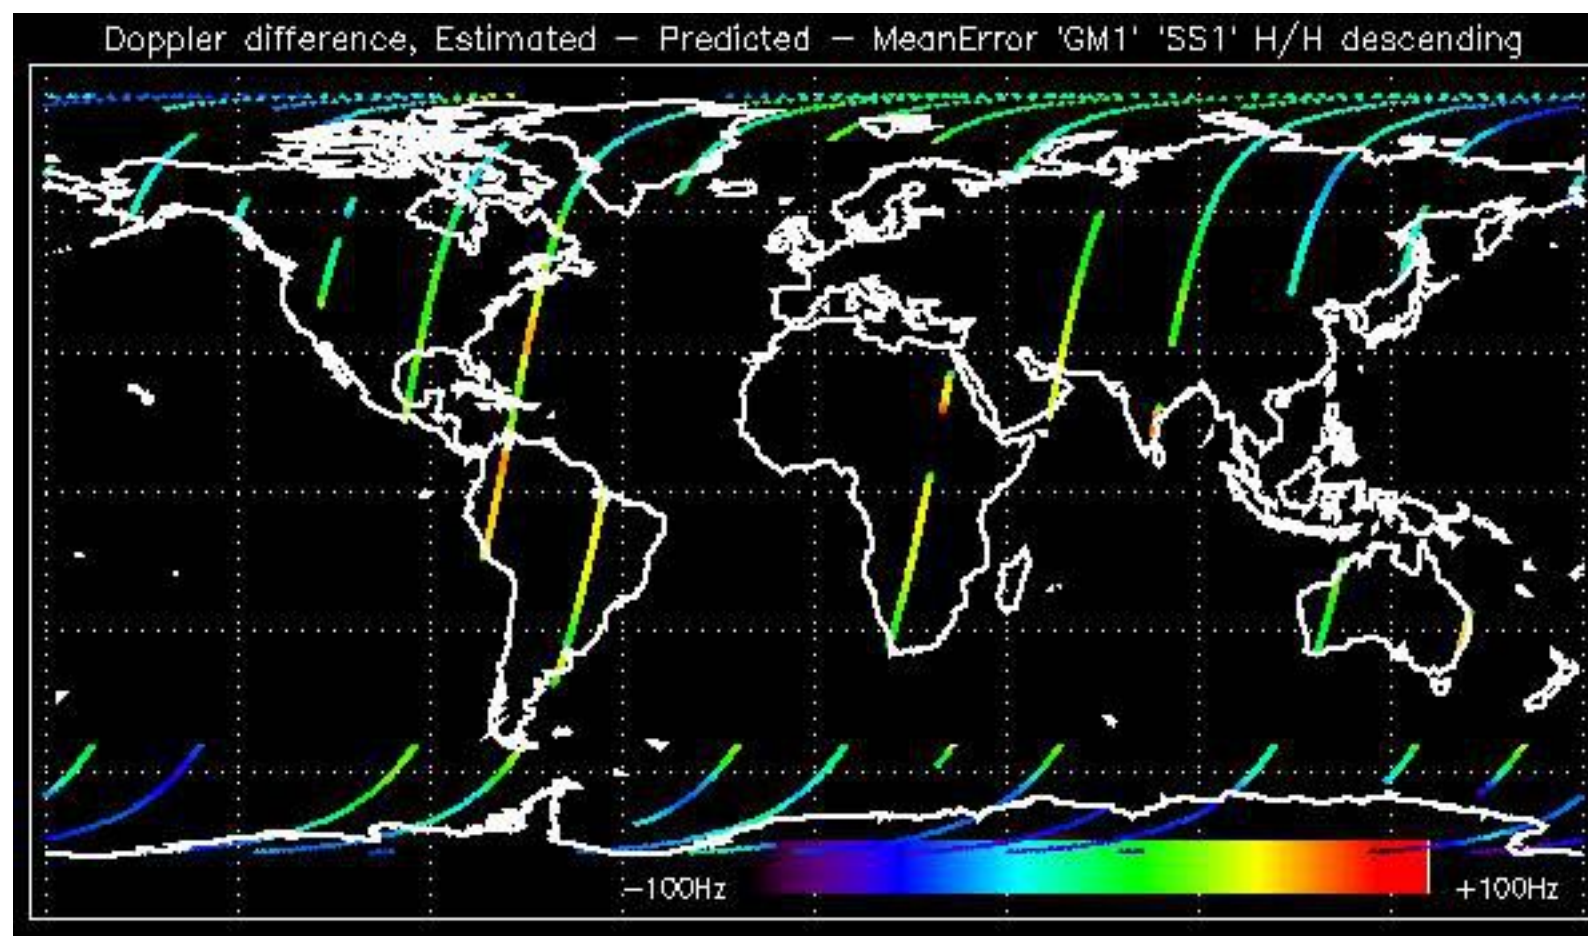 Doppler difference, Estimated – Predicted – MeanError 'GM1' 'SS1' H/H descending
−100Hz +100Hz